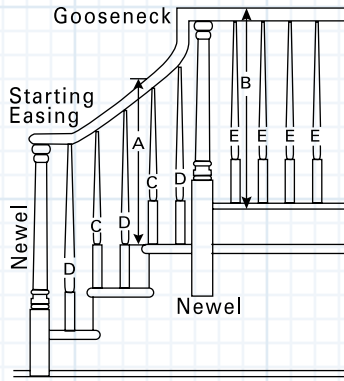 Gooseneck
Starting
Easing
A
B
E E E E
C D
C D
D
Newel
Newel